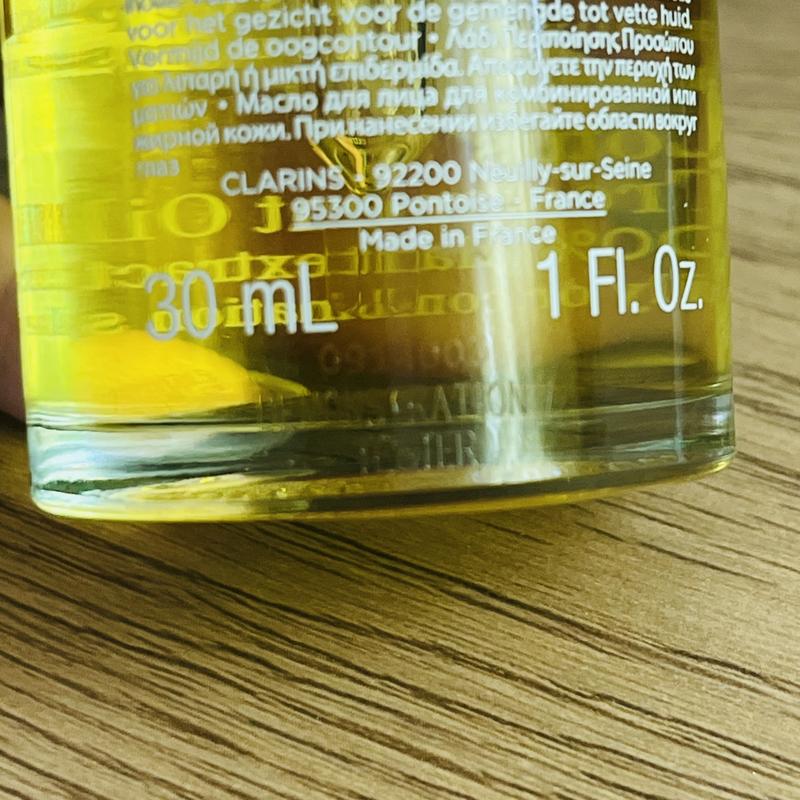 voor het gezicht voor de gemengde tot vette huid.
Vermijd de oogcontour • Λάδι Περιποίησης Προσώπου
για λιπαρή ή μικτή επιδερμίδα. Αποφύγετε την περιοχή των
ματιών • Масло для лица для комбинированной или
жирной кожи. При нанесении избегайте области вокруг
глаз
CLARINS - 92200 Neuilly-sur-Seine
95300 Pontoise - France
Made in France
30 mL 1 Fl. Oz.